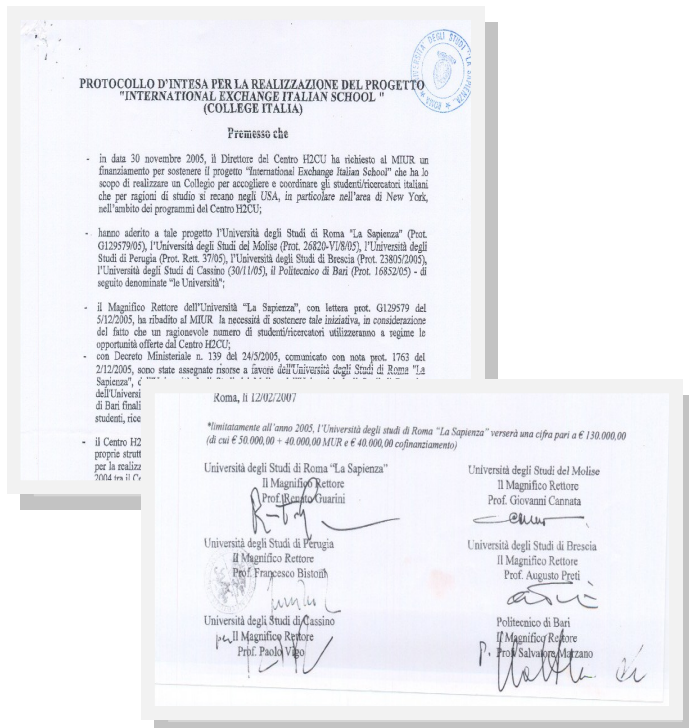 UNIVERSITÀ DEGLI STUDI "LA SAPIENZA"
ROMA
PROTOCOLLO D'INTESA PER LA REALIZZAZIONE DEL PROGETTO
"INTERNATIONAL EXCHANGE ITALIAN SCHOOL "
(COLLEGE ITALIA)
Premesso che
- in data 30 novembre 2005, il Direttore del Centro H2CU ha richiesto al MIUR un
finanziamento per sostenere il progetto "International Exchange Italian School" che ha lo
scopo di realizzare un Collegio per accogliere e coordinare gli studenti/ricercatori italiani
che per ragioni di studio si recano negli USA, in particolare nell'area di New York,
nell'ambito dei programmi del Centro H2CU;
- hanno aderito a tale progetto l'Università degli Studi di Roma "La Sapienza" (Prot.
G129579/05), l'Università degli Studi del Molise (Prot. 26820-VI/8/05), l'Università degli
Studi di Perugia (Prot. Rett. 37/05), l'Università degli Studi di Brescia (Prot. 23805/2005),
l'Università degli Studi di Cassino (30/11/05), il Politecnico di Bari (Prot. 16852/05) - di
seguito denominate "le Università";
- il Magnifico Rettore dell'Università "La Sapienza", con lettera prot. G129579 del
5/12/2005, ha ribadito al MIUR la necessità di sostenere tale iniziativa, in considerazione
del fatto che un ragionevole numero di studenti/ricercatori utilizzeranno a regime le
opportunità offerte dal Centro H2CU;
- con Decreto Ministeriale n. 139 del 24/5/2005, comunicato con nota prot. 1763 del
2/12/2005, sono state assegnate risorse a favore dell'Università degli Studi di Roma "La
Sapienza",
dell'Universi
di Bari finali
studenti, rice
- il Centro H2
proprie strutt
per la realizza
2004 tra il Ce
Roma, lì 12/02/2007
*limitatamente all'anno 2005, l'Università degli studi di Roma "La Sapienza" verserà una cifra pari a € 130.000,00
(di cui € 50.000,00 + 40.000,00 MUR e € 40.000,00 cofinanziamento)
Università degli Studi di Roma "La Sapienza"
Il Magnifico Rettore
Prof. Renato Guarini
Università degli Studi del Molise
Il Magnifico Rettore
Prof. Giovanni Cannata
Università degli Studi di Perugia
Il Magnifico Rettore
Prof. Francesco Bistoni
Università degli Studi di Brescia
Il Magnifico Rettore
Prof. Augusto Preti
Università degli Studi di Cassino
per Il Magnifico Rettore
Prof. Paolo Vigo
Politecnico di Bari
Il Magnifico Rettore
P. Prof. Salvatore Marzano